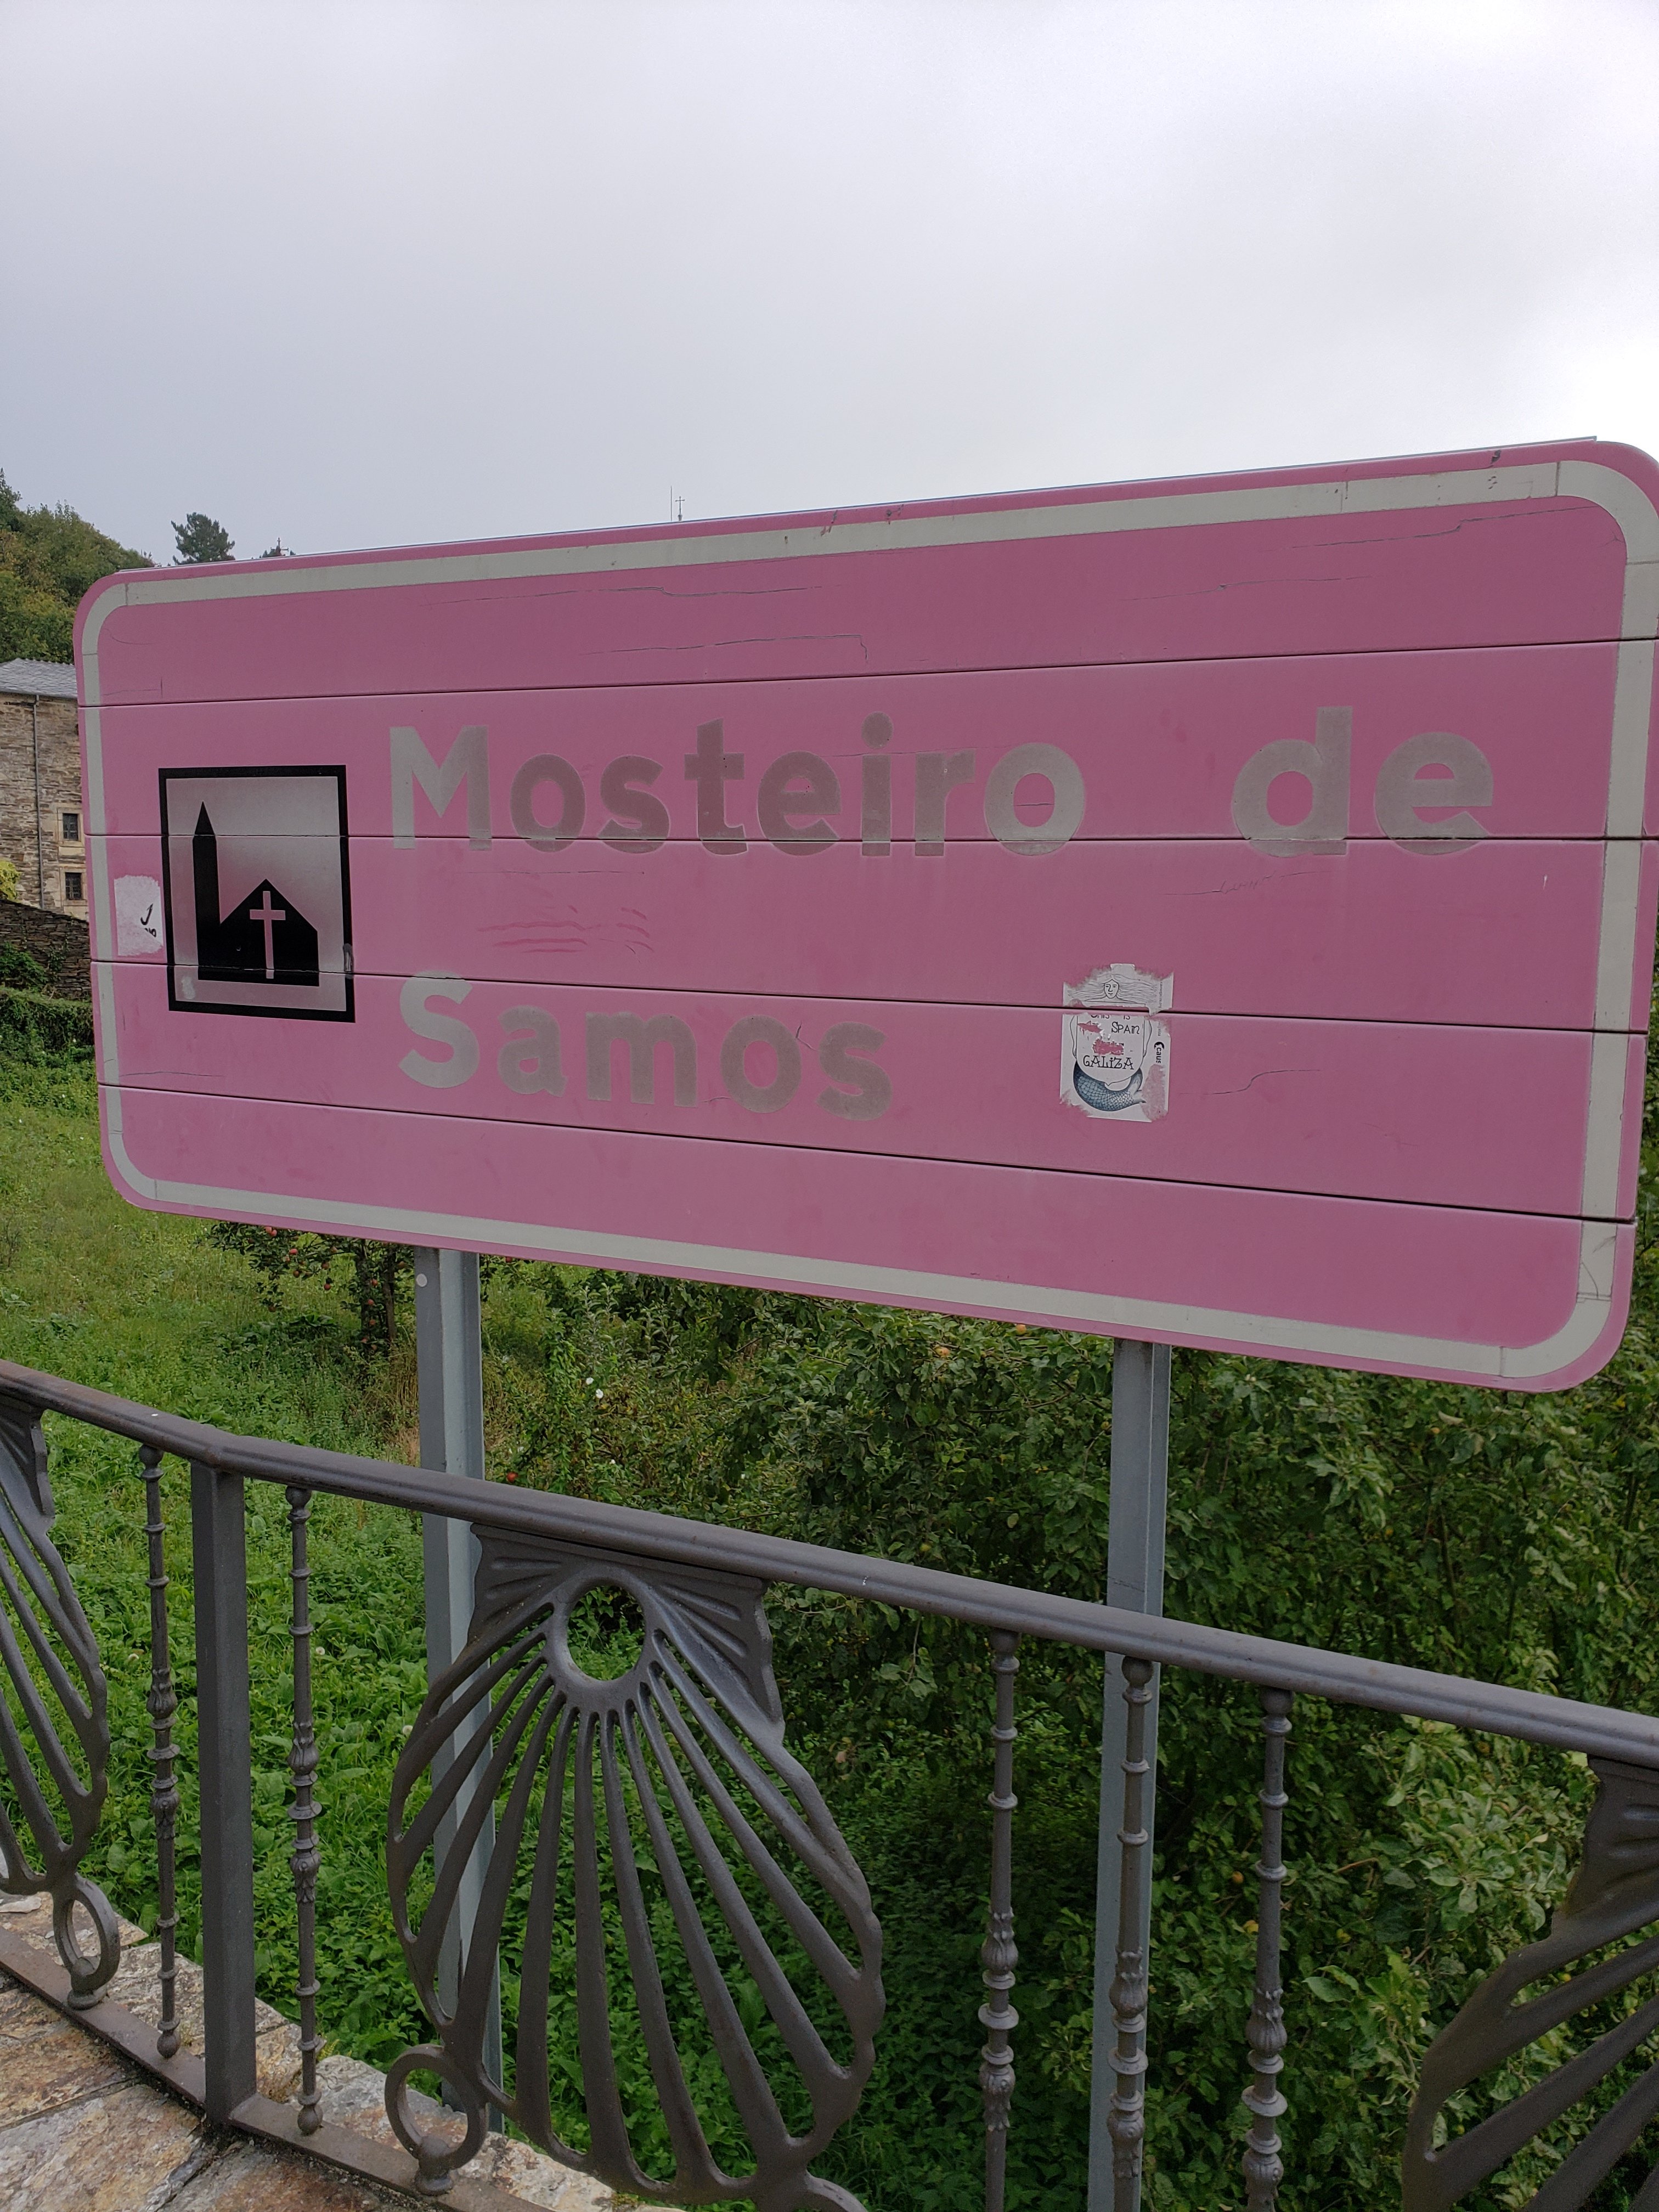 Mosteiro de
Samos
SPAIN
GALIZA